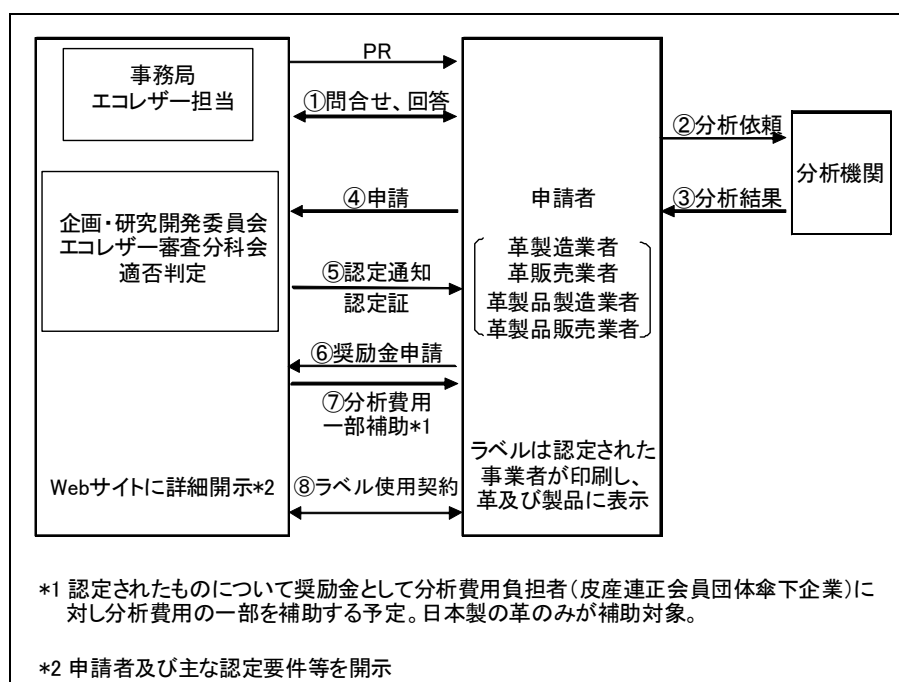 事務局
エコレザー担当
PR
①問合せ、回答
②分析依頼
分析機関
③分析結果
④申請
申請者
企画・研究開発委員会
エコレザー審査分科会
適否判定
革製造業者
革販売業者
革製品製造業者
革製品販売業者
⑤認定通知
認定証
⑥奨励金申請
⑦分析費用
一部補助*1
ラベルは認定された
事業者が印刷し、
革及び製品に表示
Webサイトに詳細開示*2
⑧ラベル使用契約
*1 認定されたものについて奨励金として分析費用負担者(皮産連正会員団体傘下企業)に
対し分析費用の一部を補助する予定。日本製の革のみが補助対象。
*2 申請者及び主な認定要件等を開示